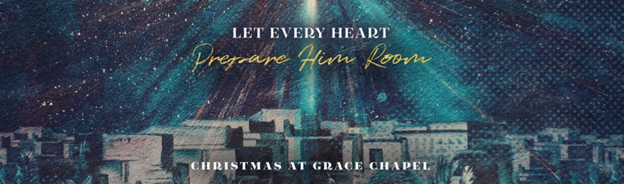 LET EVERY HEART
Prepare Him Room
CHRISTMAS AT GRACE CHAPEL